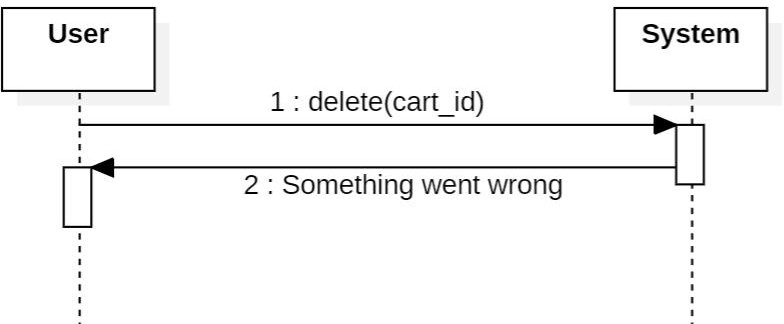 User
System
1 : delete(cart_id)
2 : Something went wrong